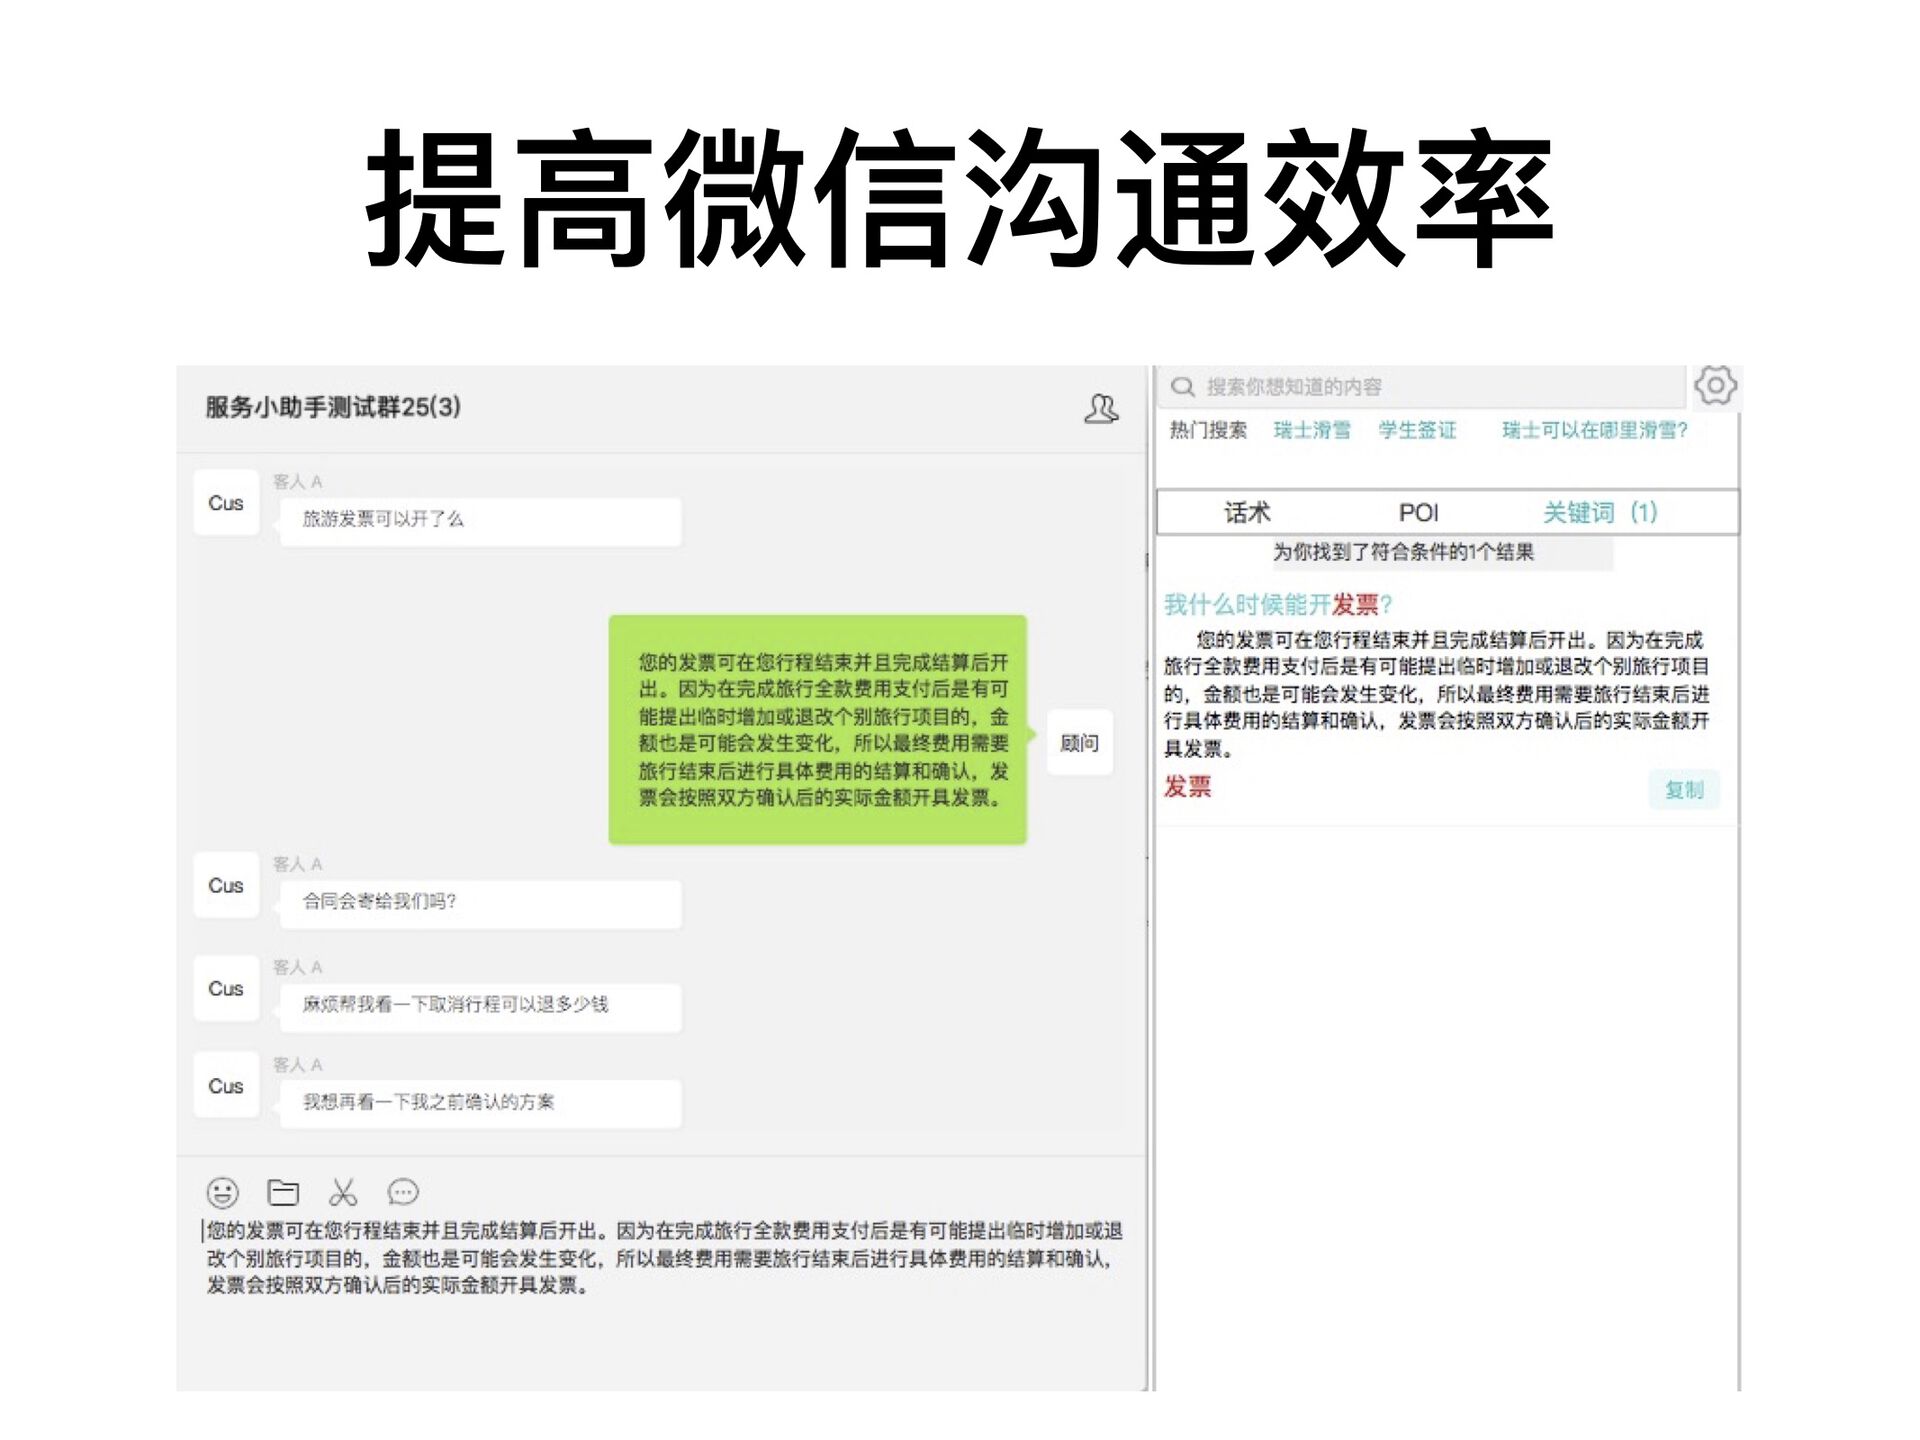 提高微信沟通效率
服务小助手测试群25(3)
Cus
客人 A
旅游发票可以开了么
您的发票可在您行程结束并且完成结算后开
出。因为在完成旅行全款费用支付后是有可
能提出临时增加或退改个别旅行项目的，金
额也是可能会发生变化，所以最终费用需要
旅行结束后进行具体费用的结算和确认，发
票会按照双方确认后的实际金额开具发票。
顾问
Cus
客人 A
合同会寄给我们吗?
Cus
客人 A
麻烦帮我看一下取消行程可以退多少钱
Cus
客人 A
我想再看一下我之前确认的方案
您的发票可在您行程结束并且完成结算后开出。因为在完成旅行全款费用支付后是有可能提出临时增加或退
改个别旅行项目的，金额也是可能会发生变化，所以最终费用需要旅行结束后进行具体费用的结算和确认，
发票会按照双方确认后的实际金额开具发票。
搜索你想知道的内容
热门搜索 瑞士滑雪 学生签证 瑞士可以在哪里滑雪?
话术 POI 关键词（1）
为你找到了符合条件的1个结果
我什么时候能开发票?
您的发票可在您行程结束并且完成结算后开出。因为在完成
旅行全款费用支付后是有可能提出临时增加或退改个别旅行项目
的，金额也是可能会发生变化，所以最终费用需要旅行结束后进
行具体费用的结算和确认，发票会按照双方确认后的实际金额开
具发票。
发票
复制